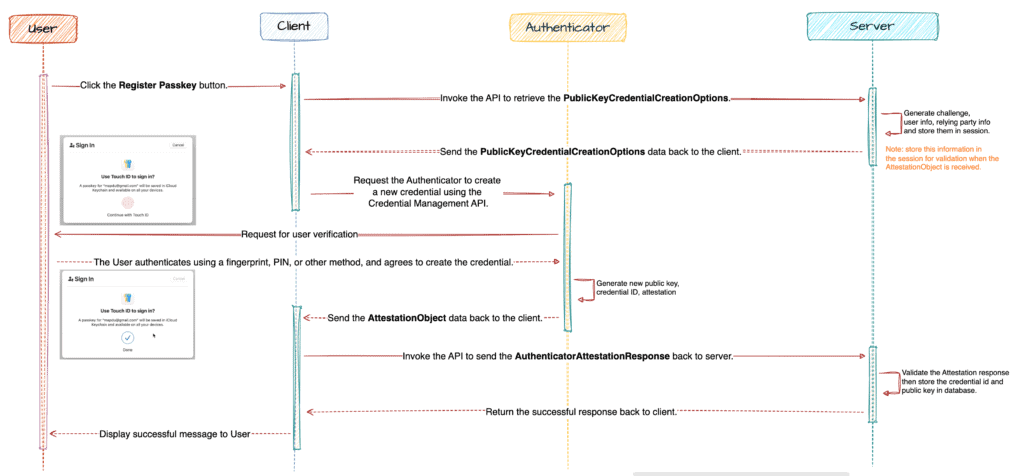 User
Client
Authenticator
Server
Click the Register Passkey button.
Invoke the API to retrieve the PublicKeyCredentialCreationOptions.
Generate challenge,
user info, relying party info
and store them in session.
Note: store this information in
the session for validation when the
AttestationObject is received.
Send the PublicKeyCredentialCreationOptions data back to the client.
Sign In
Cancel
Use Touch ID to sign in?
A passkey for "mapdu@gmail.com" will be saved in iCloud
Keychain and available on all your devices.
Continue with Touch ID
Request the Authenticator to create
a new credential using the
Credential Management API.
Request for user verification
The User authenticates using a fingerprint, PIN, or other method, and agrees to create the credential.
Sign In
Cancel
Use Touch ID to sign in?
A passkey for will be saved in iCloud
Keychain and available on all your devices.
Done
Generate new public key,
credential ID, attestation
Send the AttestationObject data back to the client.
Invoke the API to send the AuthenticatorAttestationResponse back to server.
Validate the Attestation response
then store the credential id and
public key in database.
Return the successful response back to client.
Display successful message to User